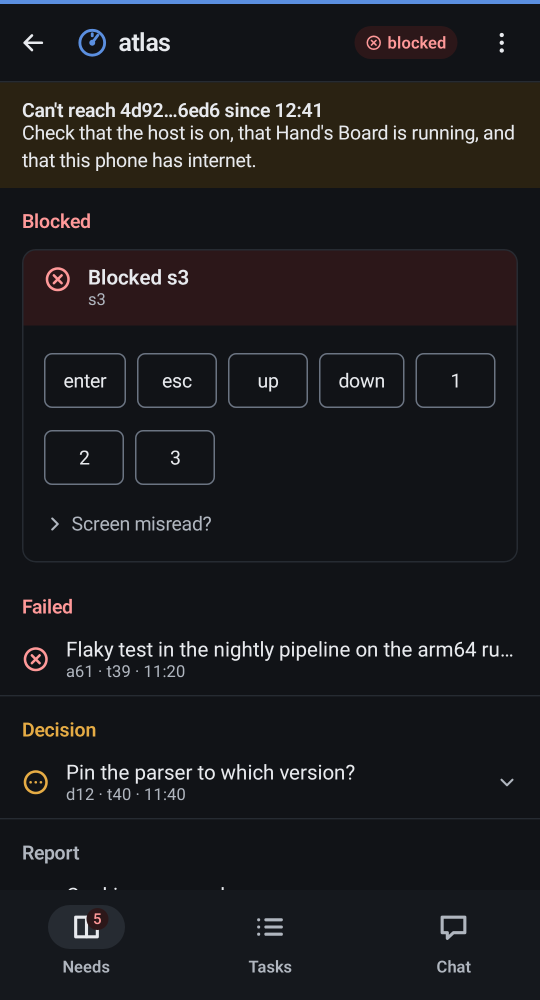 atlas
blocked
Can't reach 4d92…6ed6 since 12:41
Check that the host is on, that Hand's Board is running, and
that this phone has internet.
Blocked
Blocked s3
s3
enter
esc
up
down
1
2
3
Screen misread?
Failed
Flaky test in the nightly pipeline on the arm64 ru…
a61 · t39 · 11:20
Decision
Pin the parser to which version?
d12 · t40 · 11:40
Report
5
Needs
Tasks
Chat